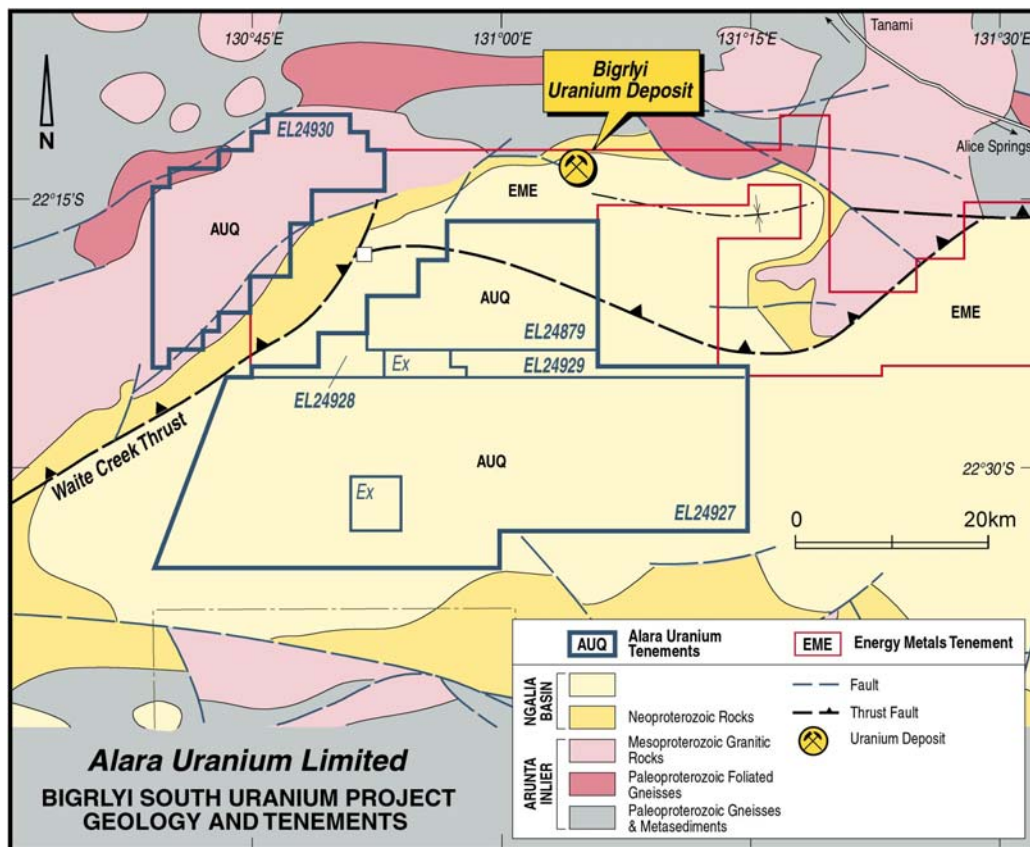 130°45'E
131°00'E
131°15'E
131°30'E
Tanami
Bigrlyi
Uranium Deposit
N
EL24930
Alice Springs
22°15'S
EME
AUQ
AUQ
EME
EL24879
Ex
EL24929
EL24928
Waite Creek Thrust
AUQ
22°30'S
Ex
EL24927
0 20km
AUQ Alara Uranium
Tenements
EME Energy Metals Tenement
NGALIA
BASIN
Neoproterozoic Rocks
ARUNTA
INLIER
Mesoproterozoic Granitic
Rocks
Paleoproterozoic Foliated
Gneisses
Paleoproterozoic Gneisses
& Metasediments
Fault
Thrust Fault
Uranium Deposit
Alara Uranium Limited
BIGRLYI SOUTH URANIUM PROJECT
GEOLOGY AND TENEMENTS